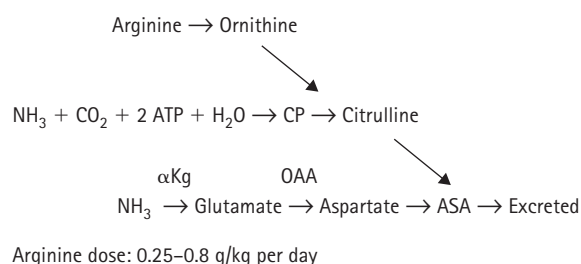 Arginine → Ornithine
NH₃ + CO₂ + 2 ATP + H₂O → CP → Citrulline
αKg OAA
NH₃ → Glutamate → Aspartate → ASA → Excreted
Arginine dose: 0.25–0.8 g/kg per day